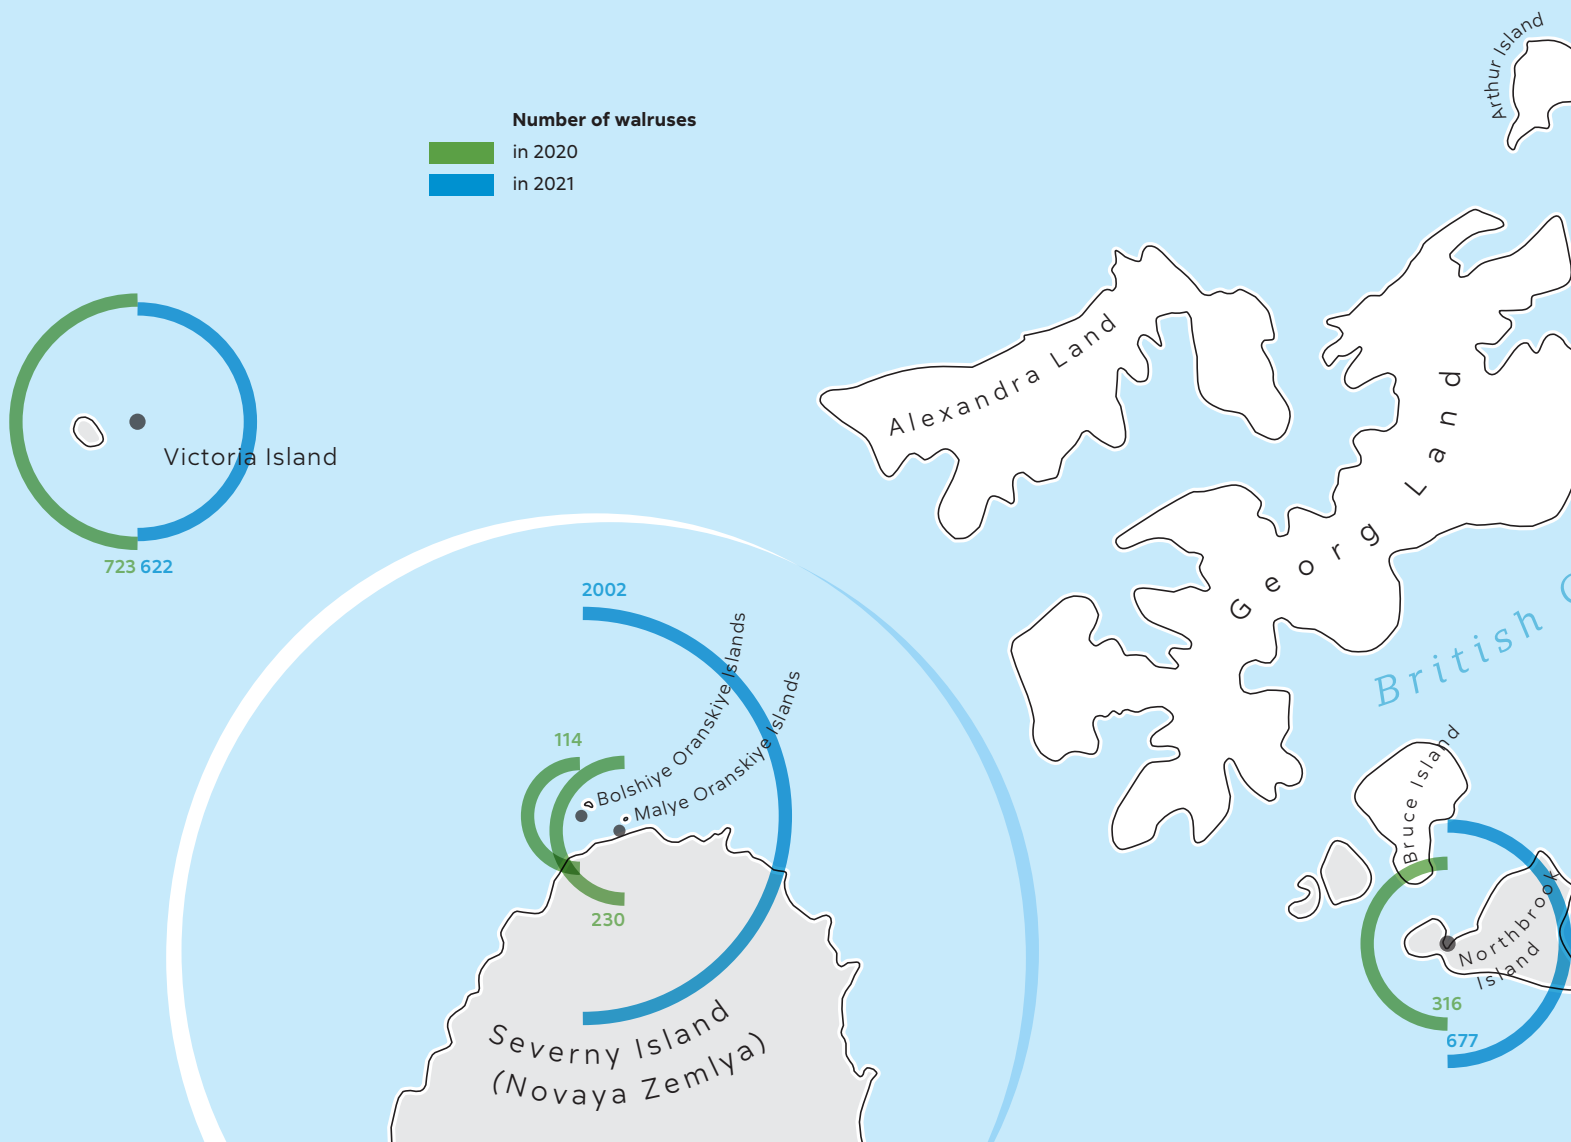 Arthur Island
Number of walruses
in 2020
in 2021
Alexandra Land
Georg Land
Victoria Island
723 622
British
2002
Bolshiye Oranskiye Islands
Malye Oranskiye Islands
114
230
Bruce Island
Northbrook
Island
316
677
Severny Island
(Novaya Zemlya)